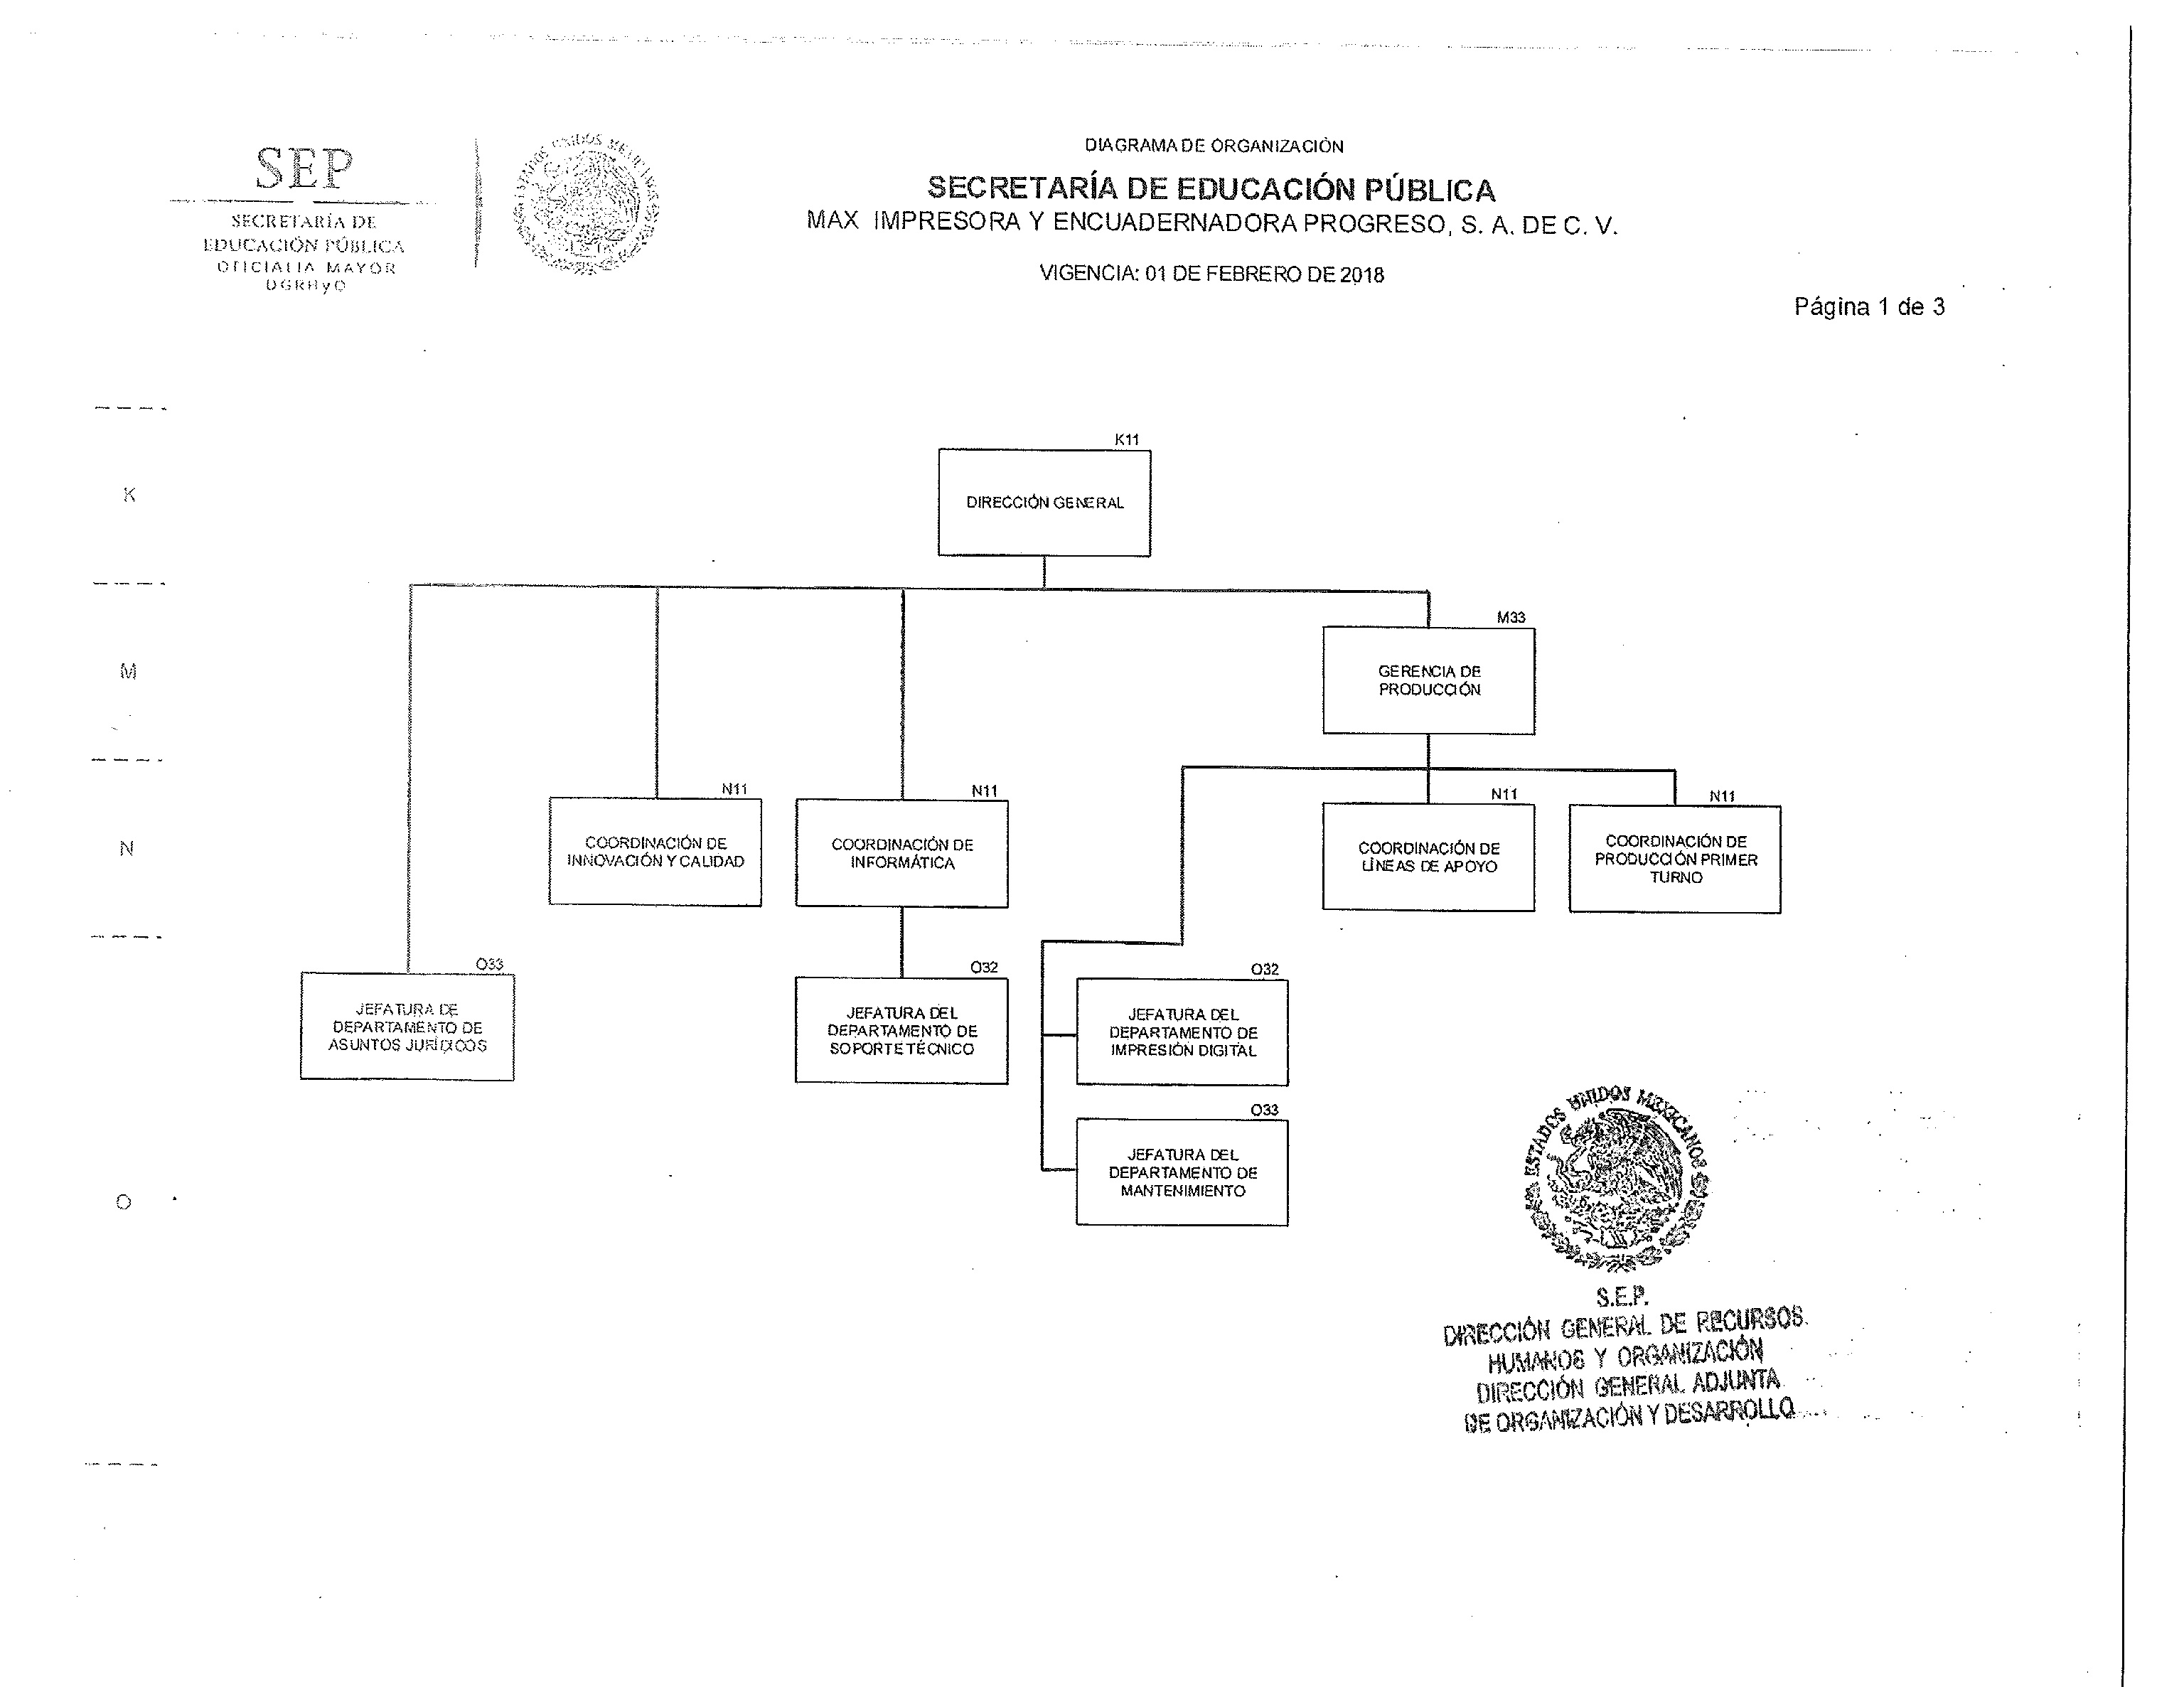 SEP
SECRETARÍA DE
EDUCACIÓN PÚBLICA
OFICIALIA MAYOR
DGRHyO
ESTADOS UNIDOS MEXICANOS
DIAGRAMA DE ORGANIZACIÓN
SECRETARÍA DE EDUCACIÓN PÚBLICA
MAX IMPRESORA Y ENCUADERNADORA PROGRESO, S. A. DE C. V.
VIGENCIA: 01 DE FEBRERO DE 2018
Página 1 de 3
K
K11
DIRECCIÓN GENERAL
M
M33
GERENCIA DE
PRODUCCIÓN
N
N11
COORDINACIÓN DE
INNOVACIÓN Y CALIDAD
N11
COORDINACIÓN DE
INFORMÁTICA
N11
COORDINACIÓN DE
LÍNEAS DE APOYO
N11
COORDINACIÓN DE
PRODUCCIÓN PRIMER
TURNO
O33
JEFATURA DE
DEPARTAMENTO DE
ASUNTOS JURÍDICOS
O32
JEFATURA DEL
DEPARTAMENTO DE
SOPORTE TÉCNICO
O32
JEFATURA DEL
DEPARTAMENTO DE
IMPRESIÓN DIGITAL
O33
JEFATURA DEL
DEPARTAMENTO DE
MANTENIMIENTO
O
ESTADOS UNIDOS MEXICANOS
S.E.P.
DIRECCIÓN GENERAL DE RECURSOS
HUMANOS Y ORGANIZACIÓN
DIRECCIÓN GENERAL ADJUNTA
DE ORGANIZACIÓN Y DESARROLLO